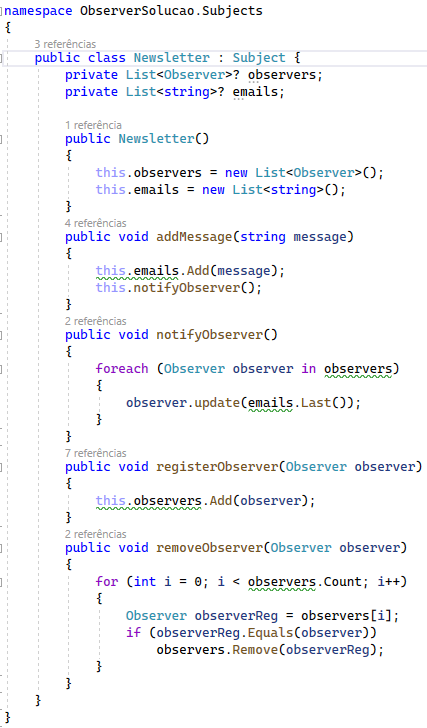 namespace ObserverSolucao.Subjects
{
3 referências
public class Newsletter : Subject {
private List<Observer>? observers;
private List<string>? emails;
1 referência
public Newsletter()
{
this.observers = new List<Observer>();
this.emails = new List<string>();
}
4 referências
public void addMessage(string message)
{
this.emails.Add(message);
this.notifyObserver();
}
2 referências
public void notifyObserver()
{
foreach (Observer observer in observers)
{
observer.update(emails.Last());
}
}
7 referências
public void registerObserver(Observer observer)
{
this.observers.Add(observer);
}
2 referências
public void removeObserver(Observer observer)
{
for (int i = 0; i < observers.Count; i++)
{
Observer observerReg = observers[i];
if (observerReg.Equals(observer))
observers.Remove(observerReg);
}
}
}
}